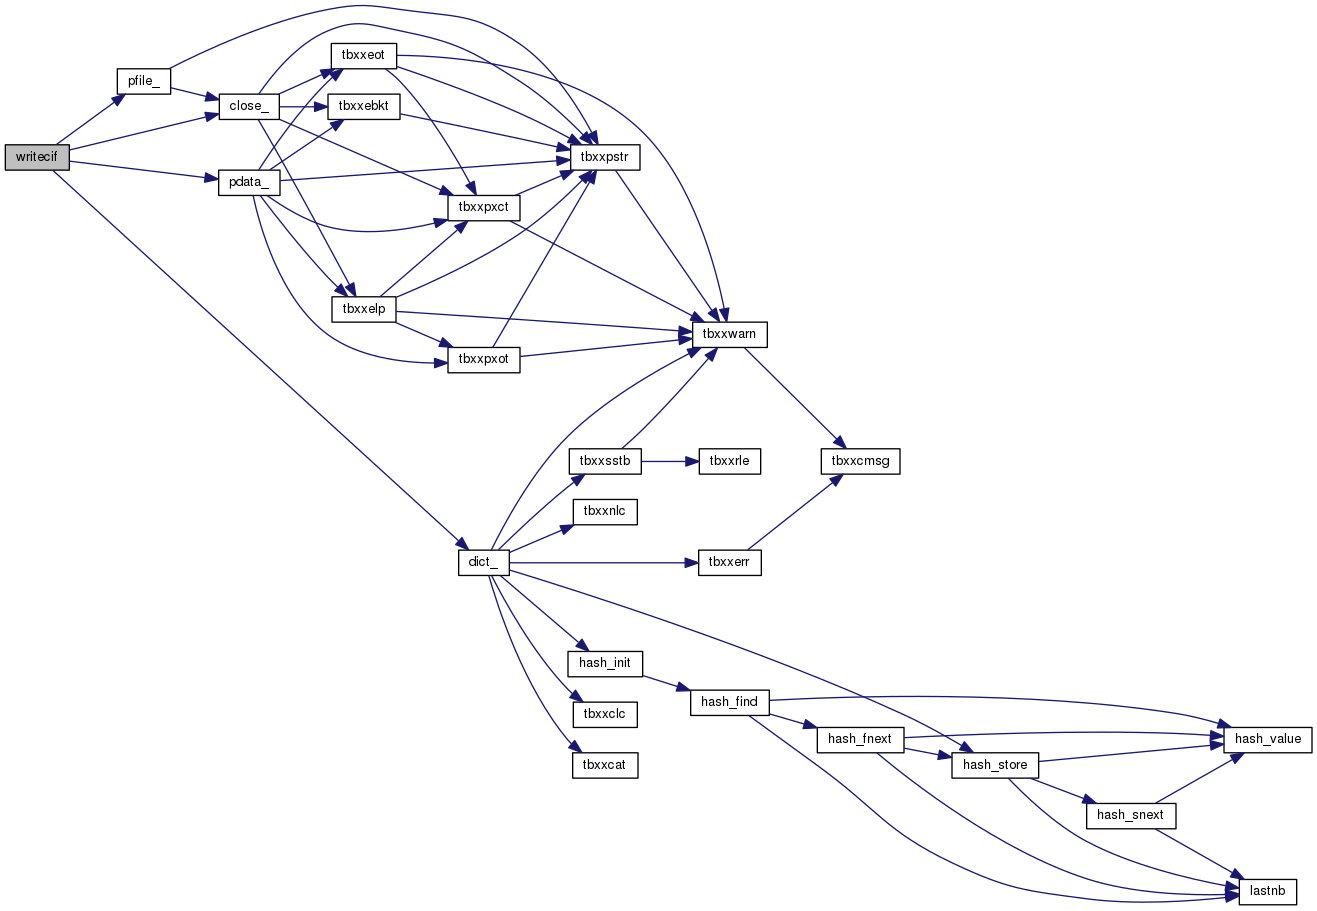 tbxxeot
pfile_
close_
tbxxebkt
writecif
tbxxpstr
pdata_
tbxxpxct
tbxxelp
tbxxwarn
tbxxpxot
tbxxsstb
tbxxrle
tbxxcmsg
tbxxnlc
dict_
tbxxerr
hash_init
hash_find
tbxxclc
hash_fnext
hash_value
tbxxcat
hash_store
hash_snext
lastnb